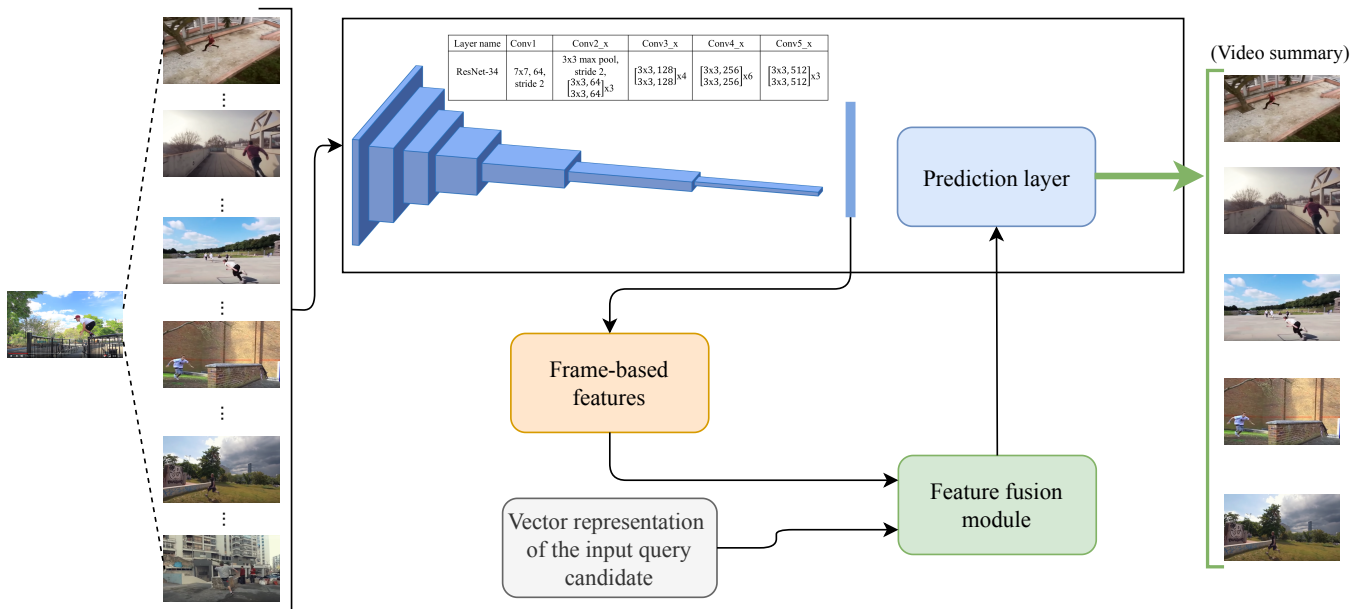 Layer name Conv1 Conv2_x Conv3_x Conv4_x Conv5_x
ResNet-34
7x7, 64,
stride 2
3x3 max pool,
stride 2,
[3x3, 64
3x3, 64]x3
[3x3, 128
3x3, 128]x4
[3x3, 256
3x3, 256]x6
[3x3, 512
3x3, 512]x3
(Video summary)
Prediction layer
Frame-based
features
Feature fusion
module
Vector representation
of the input query
candidate